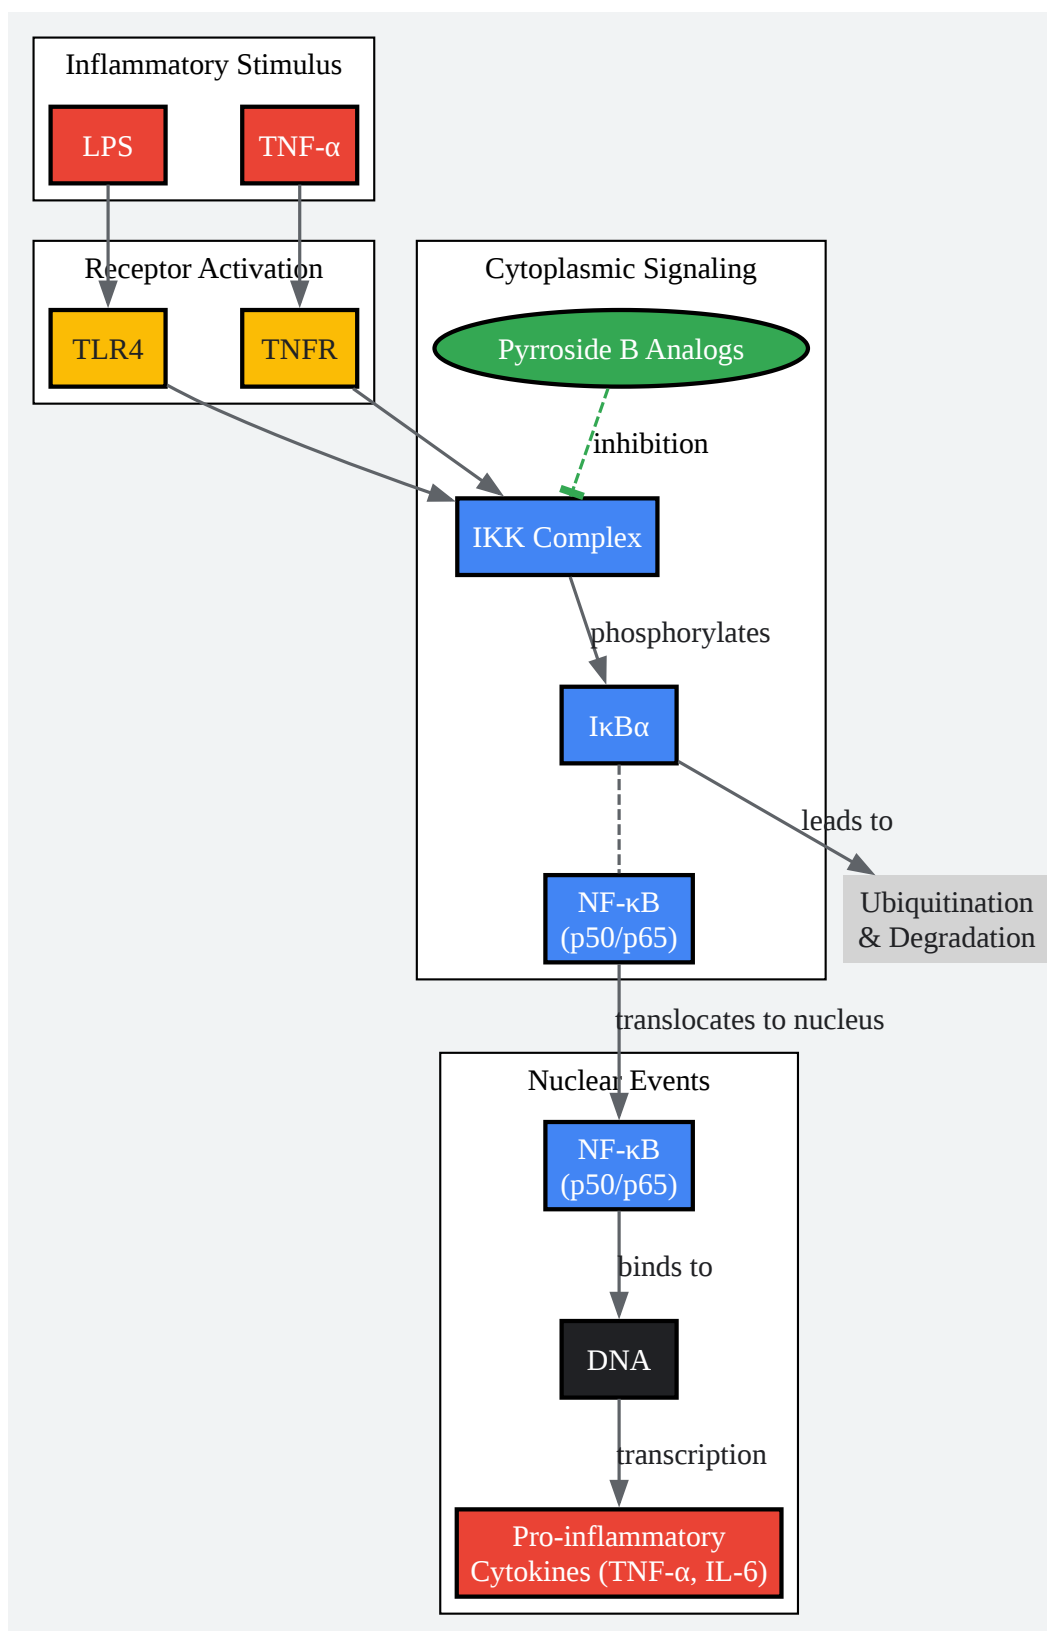 Inflammatory Stimulus
LPS
TNF-α
Receptor Activation
TLR4
TNFR
Cytoplasmic Signaling
Pyrroside B Analogs
inhibition
IKK Complex
phosphorylates
IκBα
leads to
Ubiquitination
& Degradation
NF-κB
(p50/p65)
translocates to nucleus
Nuclear Events
NF-κB
(p50/p65)
binds to
DNA
transcription
Pro-inflammatory
Cytokines (TNF-α, IL-6)